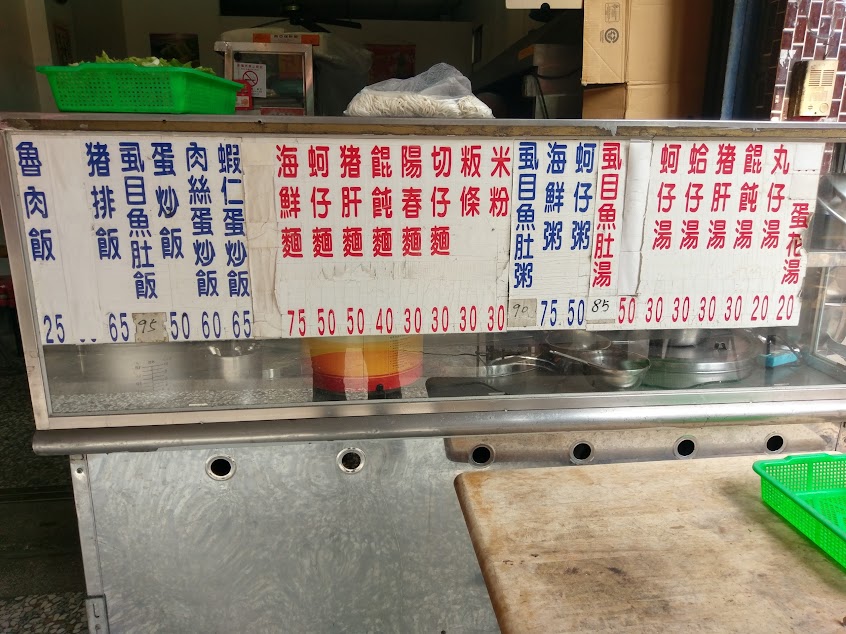 魯肉飯 25
猪排飯 65
虱目魚肚飯 95
蛋炒飯 50
肉絲蛋炒飯 60
蝦仁蛋炒飯 65
海鮮麵 75
蚵仔麵 50
猪肝麵 50
餛飩麵 40
陽春麵 30
切仔麵 30
粄條 30
米粉 30
虱目魚肚粥 90
海鮮粥 75
蚵仔粥 50
虱目魚肚湯 85
50
蚵仔湯 30
蛤仔湯 30
猪肝湯 30
餛飩湯 30
丸仔湯 20
蛋花湯 20